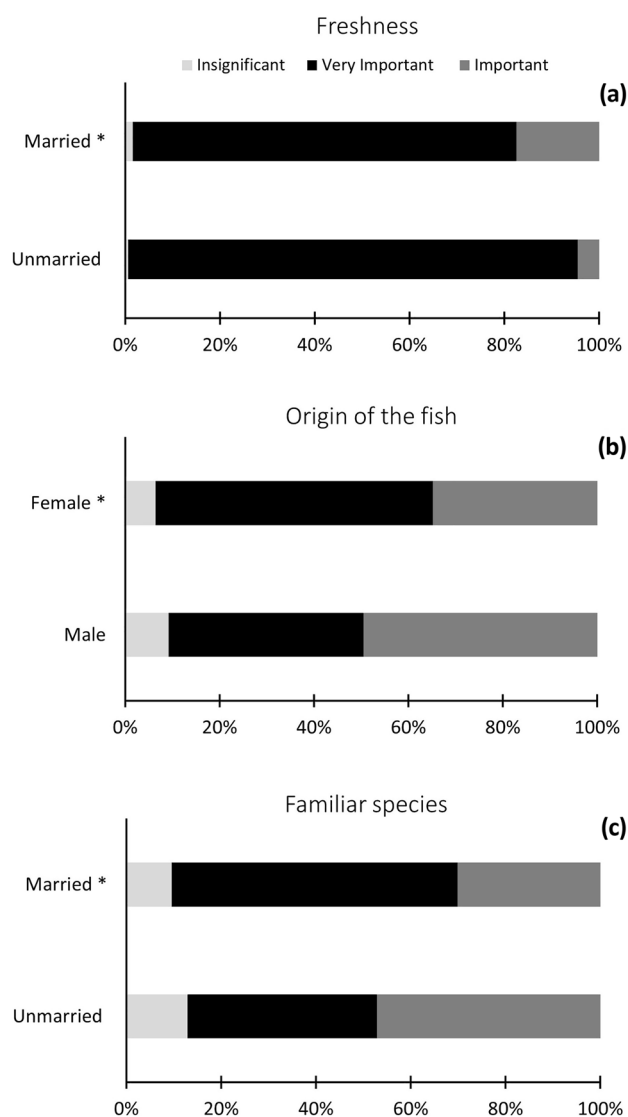 Freshness
Insignificant Very Important Important
(a)
Married *
Unmarried
0% 20% 40% 60% 80% 100%
Origin of the fish
(b)
Female *
Male
0% 20% 40% 60% 80% 100%
Familiar species
(c)
Married *
Unmarried
0% 20% 40% 60% 80% 100%